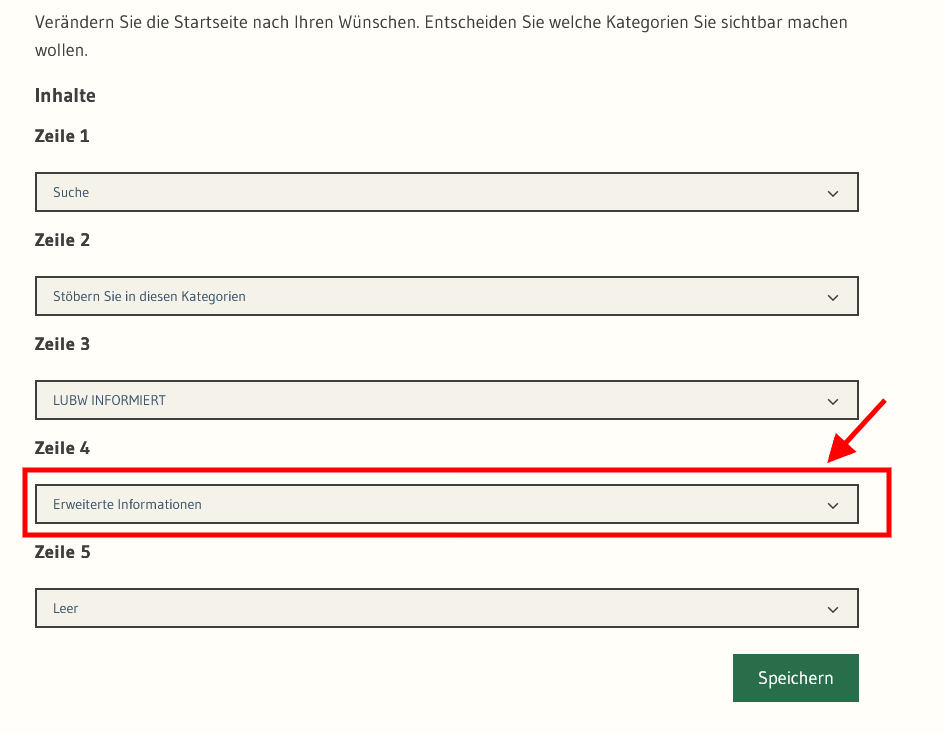 Verändern Sie die Startseite nach Ihren Wünschen. Entscheiden Sie welche Kategorien Sie sichtbar machen
wollen.
Inhalte
Zeile 1
Suche
Zeile 2
Stöbern Sie in diesen Kategorien
Zeile 3
LUBW INFORMIERT
Zeile 4
Erweiterte Informationen
Zeile 5
Leer
Speichern